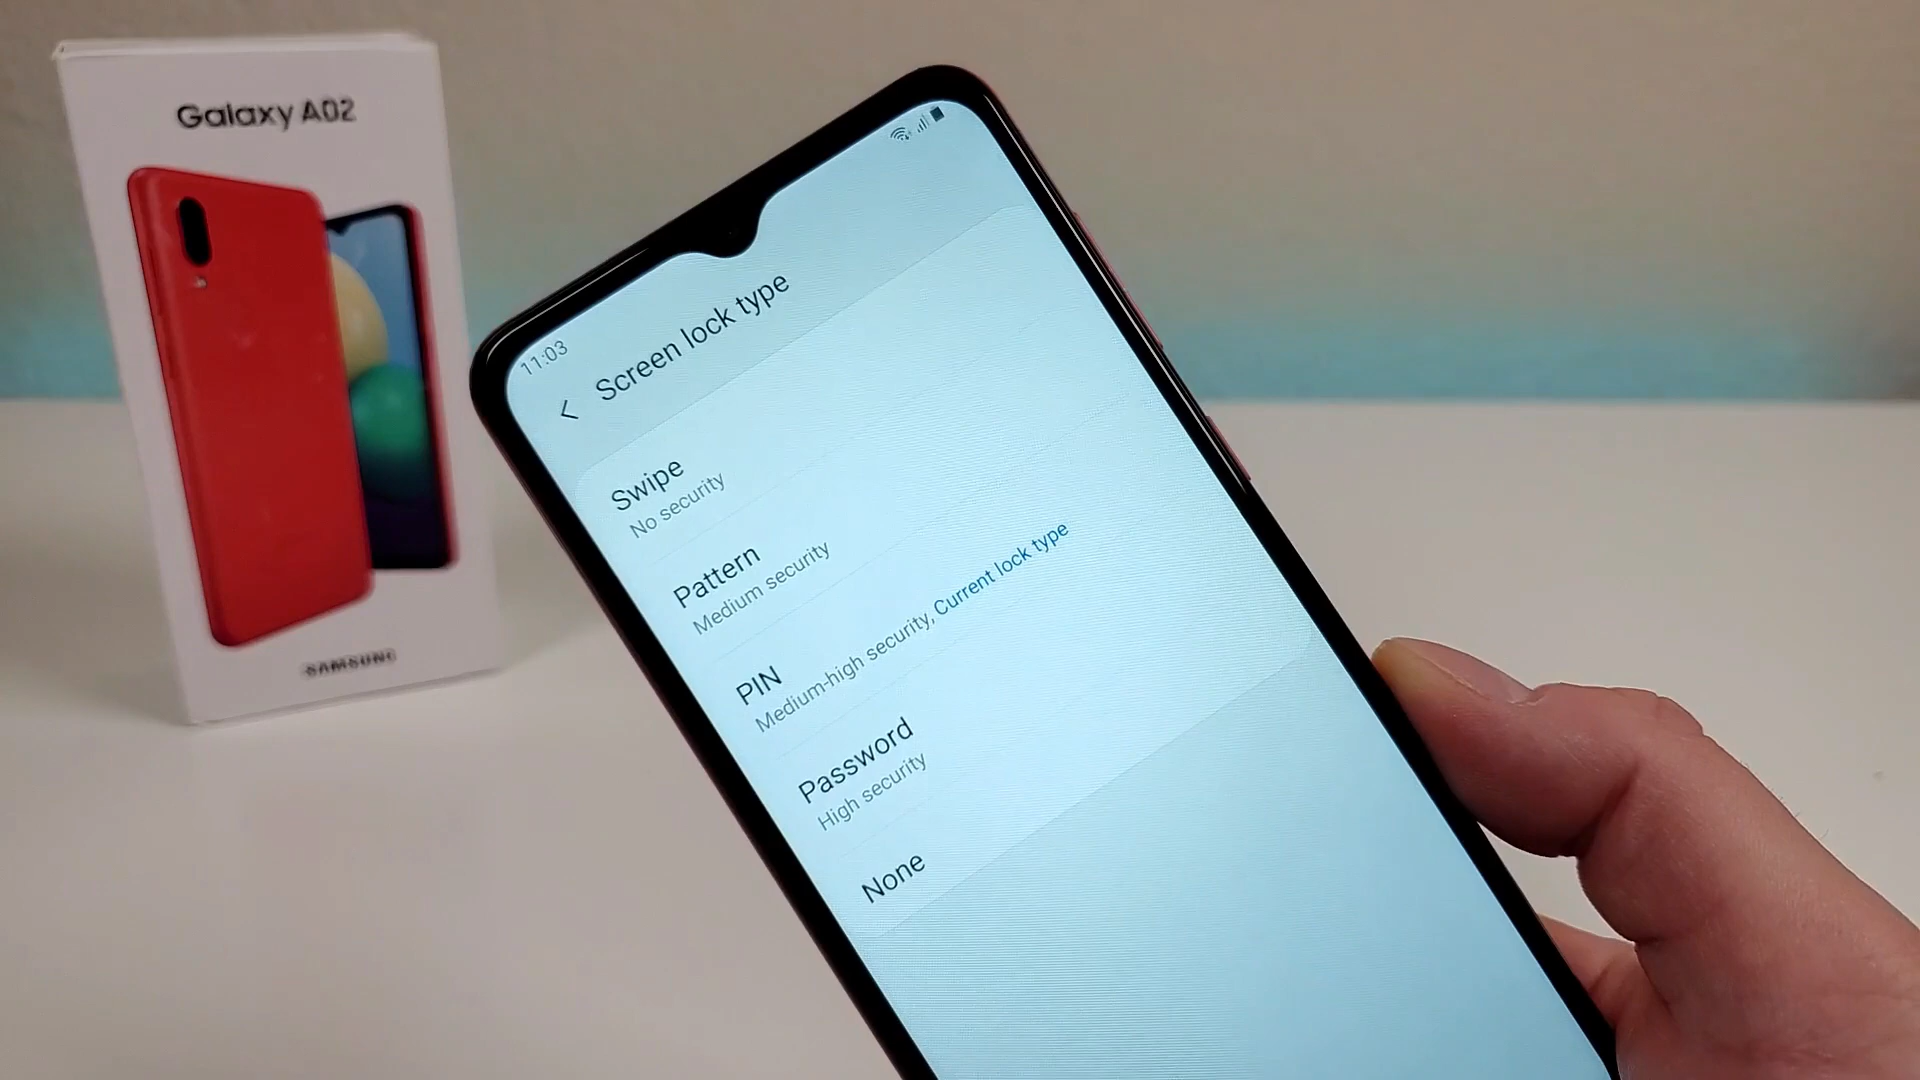 Galaxy A02
SAMSUNG
11:03
Screen lock type
Swipe
No security
Pattern
Medium security
PIN
Medium-high security, Current lock type
Password
High security
None